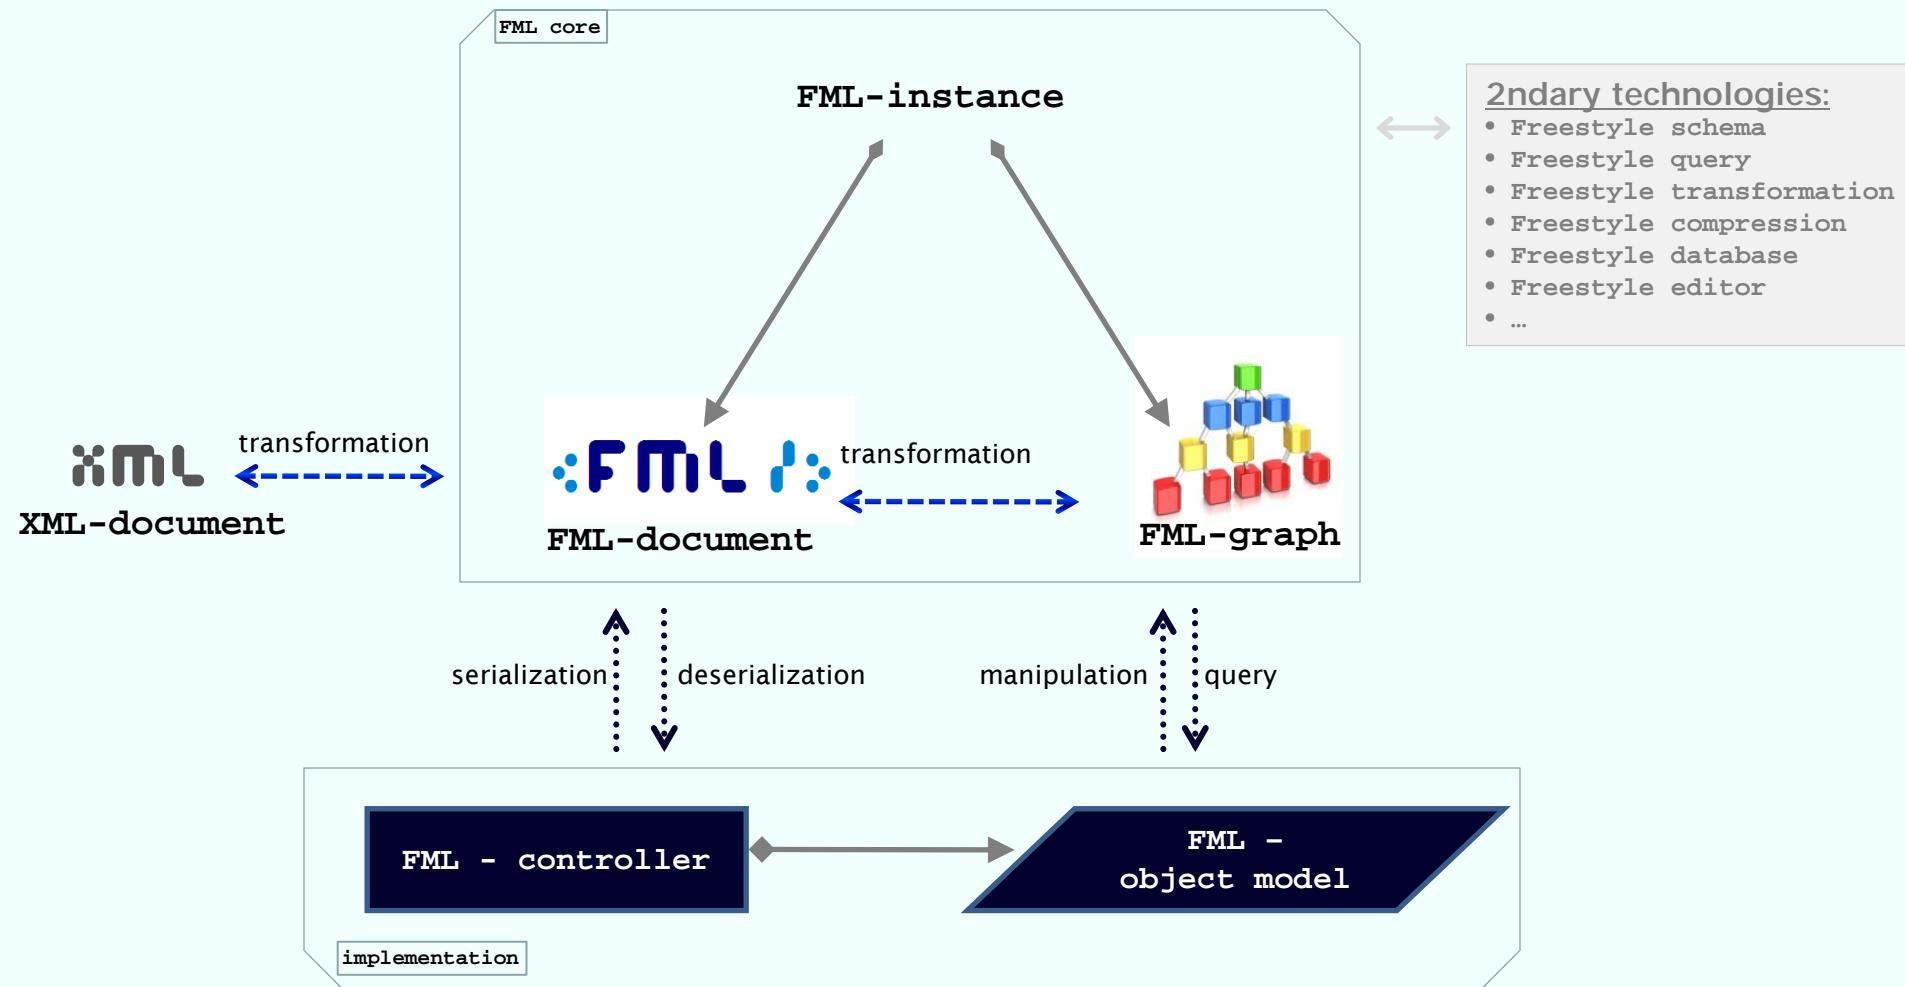 FML core
FML-instance
2ndary technologies:
• Freestyle schema
• Freestyle query
• Freestyle transformation
• Freestyle compression
• Freestyle database
• Freestyle editor
• …
xml
transformation
XML-document
<FML />
transformation
FML-document
FML-graph
serialization
deserialization
manipulation
query
FML - controller
FML –
object model
implementation